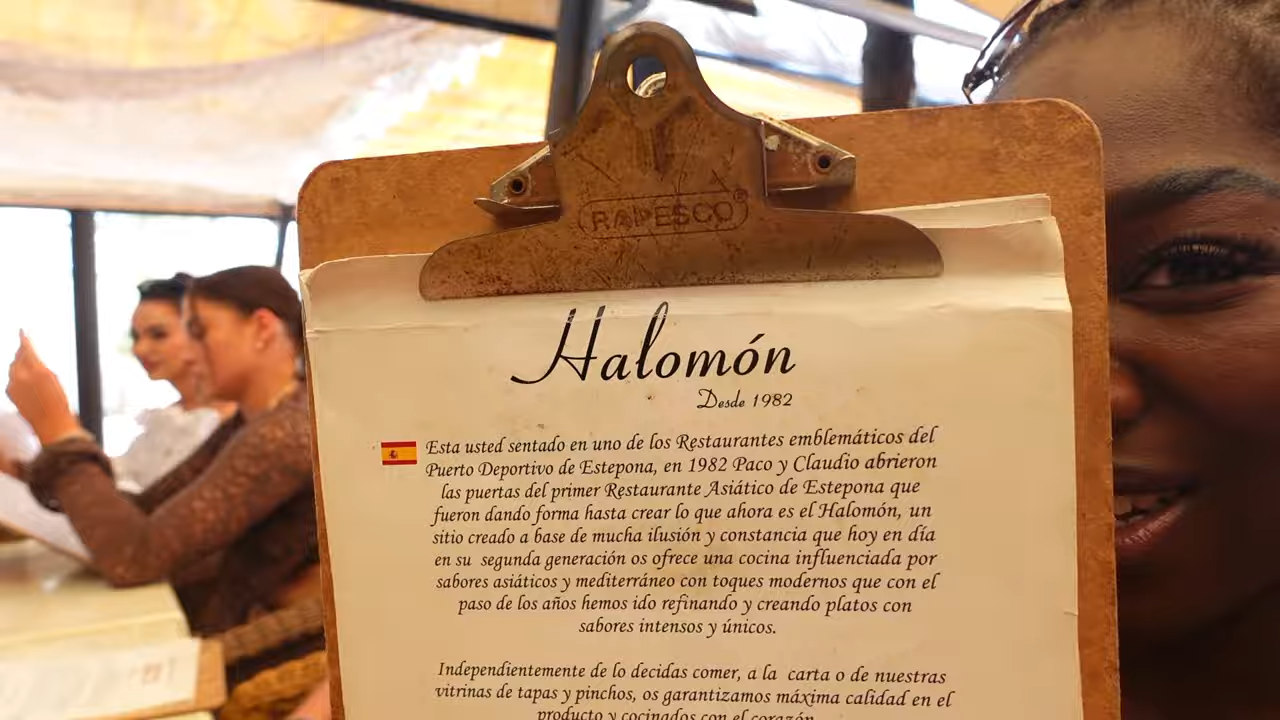 RAPESCO®
Halomón
Desde 1982
Esta usted sentado en uno de los Restaurantes emblemáticos del
Puerto Deportivo de Estepona, en 1982 Paco y Claudio abrieron
las puertas del primer Restaurante Asiático de Estepona que
fueron dando forma hasta crear lo que ahora es el Halomón, un
sitio creado a base de mucha ilusión y constancia que hoy en día
en su segunda generación os ofrece una cocina influenciada por
sabores asiáticos y mediterráneo con toques modernos que con el
paso de los años hemos ido refinando y creando platos con
sabores intensos y únicos.
Independientemente de lo decidas comer, a la carta o de nuestras
vitrinas de tapas y pinchos, os garantizamos máxima calidad en el
producto y cocinados con el corazón.